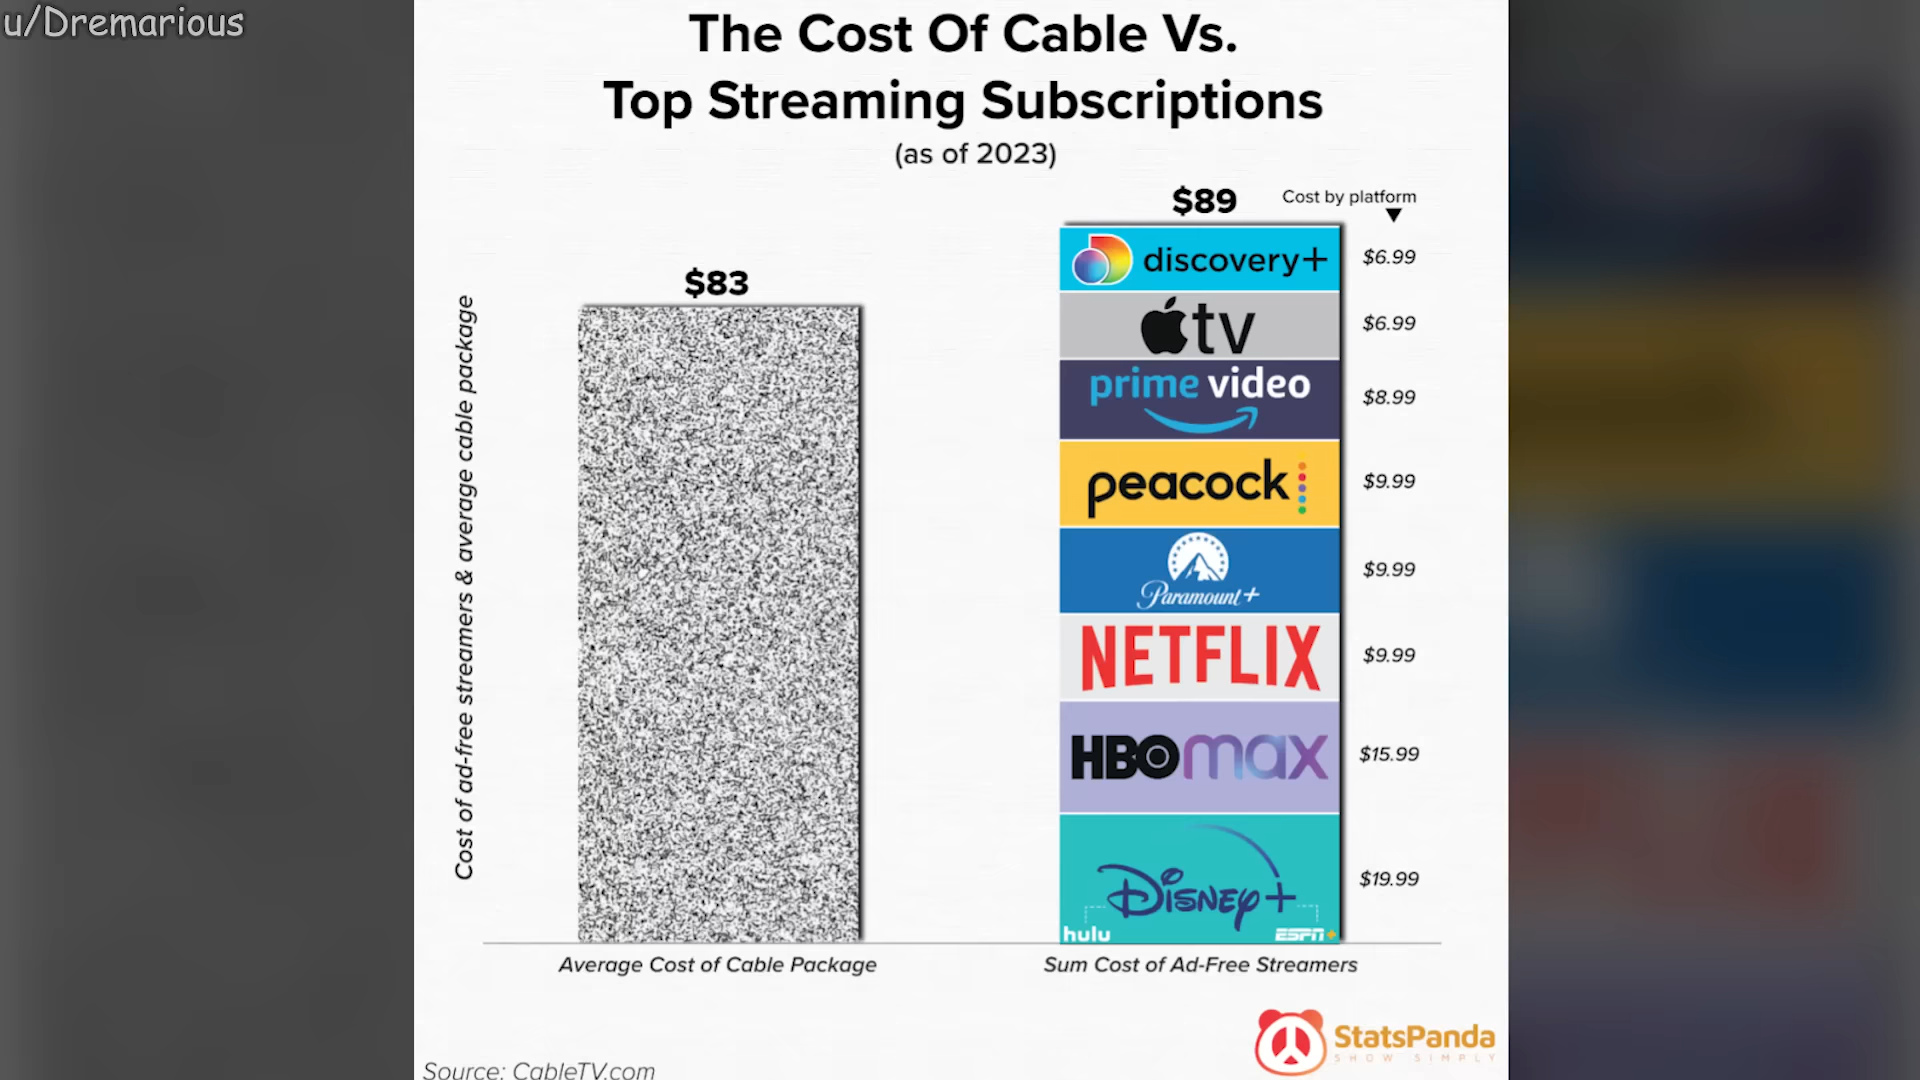 u/Dremarious
The Cost Of Cable Vs.
Top Streaming Subscriptions
(as of 2023)
$89
Cost by platform
$83
discovery+
$6.99
tv
$6.99
prime video
$8.99
peacock
$9.99
Paramount+
$9.99
NETFLIX
$9.99
HBOmax
$15.99
Disney+
$19.99
hulu
ESPN+
Cost of ad-free streamers & average cable package
Average Cost of Cable Package
Sum Cost of Ad-Free Streamers
StatsPanda
SHOW SIMPLY
Source: CableTV.com